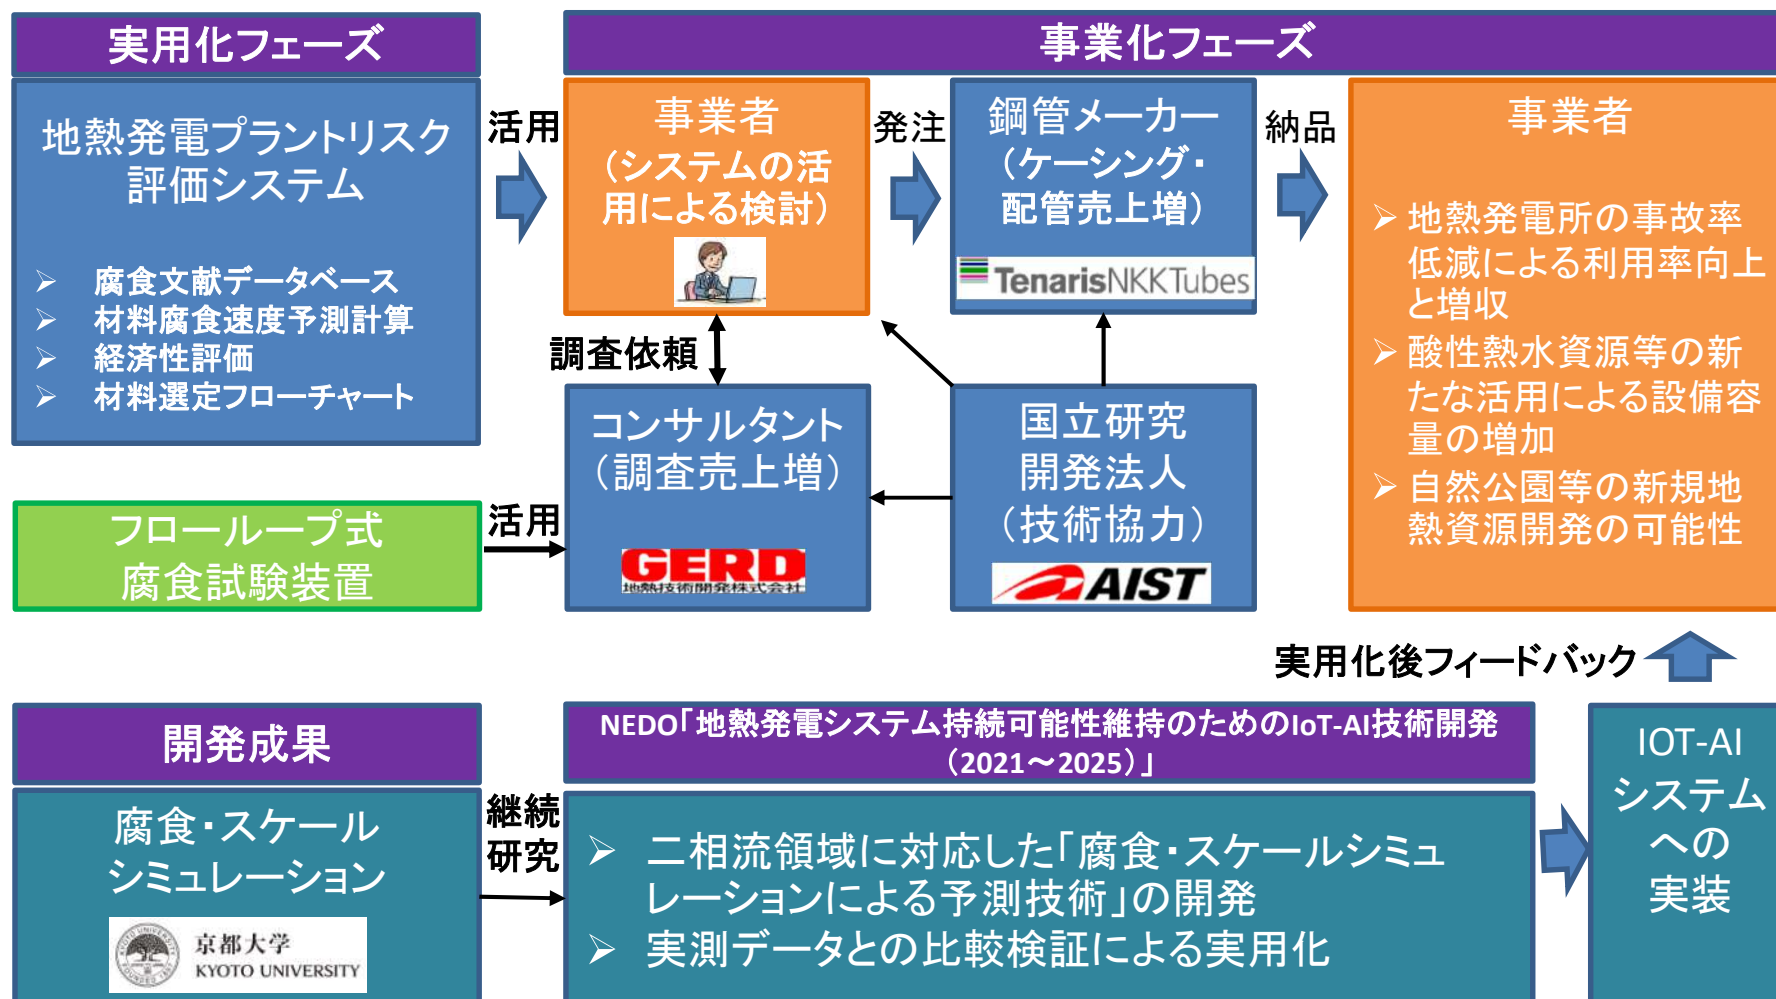 実用化フェーズ
事業化フェーズ
地熱発電プラントリスク
評価システム
➢ 腐食文献データベース
➢ 材料腐食速度予測計算
➢ 経済性評価
➢ 材料選定フローチャート
活用
事業者
（システムの活
用による検討）
発注
鋼管メーカー
（ケーシング・
配管売上増）
TenarisNKKTubes
納品
事業者
➢ 地熱発電所の事故率
低減による利用率向上
と増収
➢ 酸性熱水資源等の新
たな活用による設備容
量の増加
➢ 自然公園等の新規地
熱資源開発の可能性
調査依頼
コンサルタント
（調査売上増）
GERD
地熱技術開発株式会社
国立研究
開発法人
（技術協力）
AIST
フローループ式
腐食試験装置
活用
実用化後フィードバック
開発成果
腐食・スケール
シミュレーション
京都大学
KYOTO UNIVERSITY
継続
研究
NEDO「地熱発電システム持続可能性維持のためのIoT-AI技術開発
（2021～2025）」
➢ 二相流領域に対応した「腐食・スケールシミュ
レーションによる予測技術」の開発
➢ 実測データとの比較検証による実用化
IOT-AI
システム
への
実装